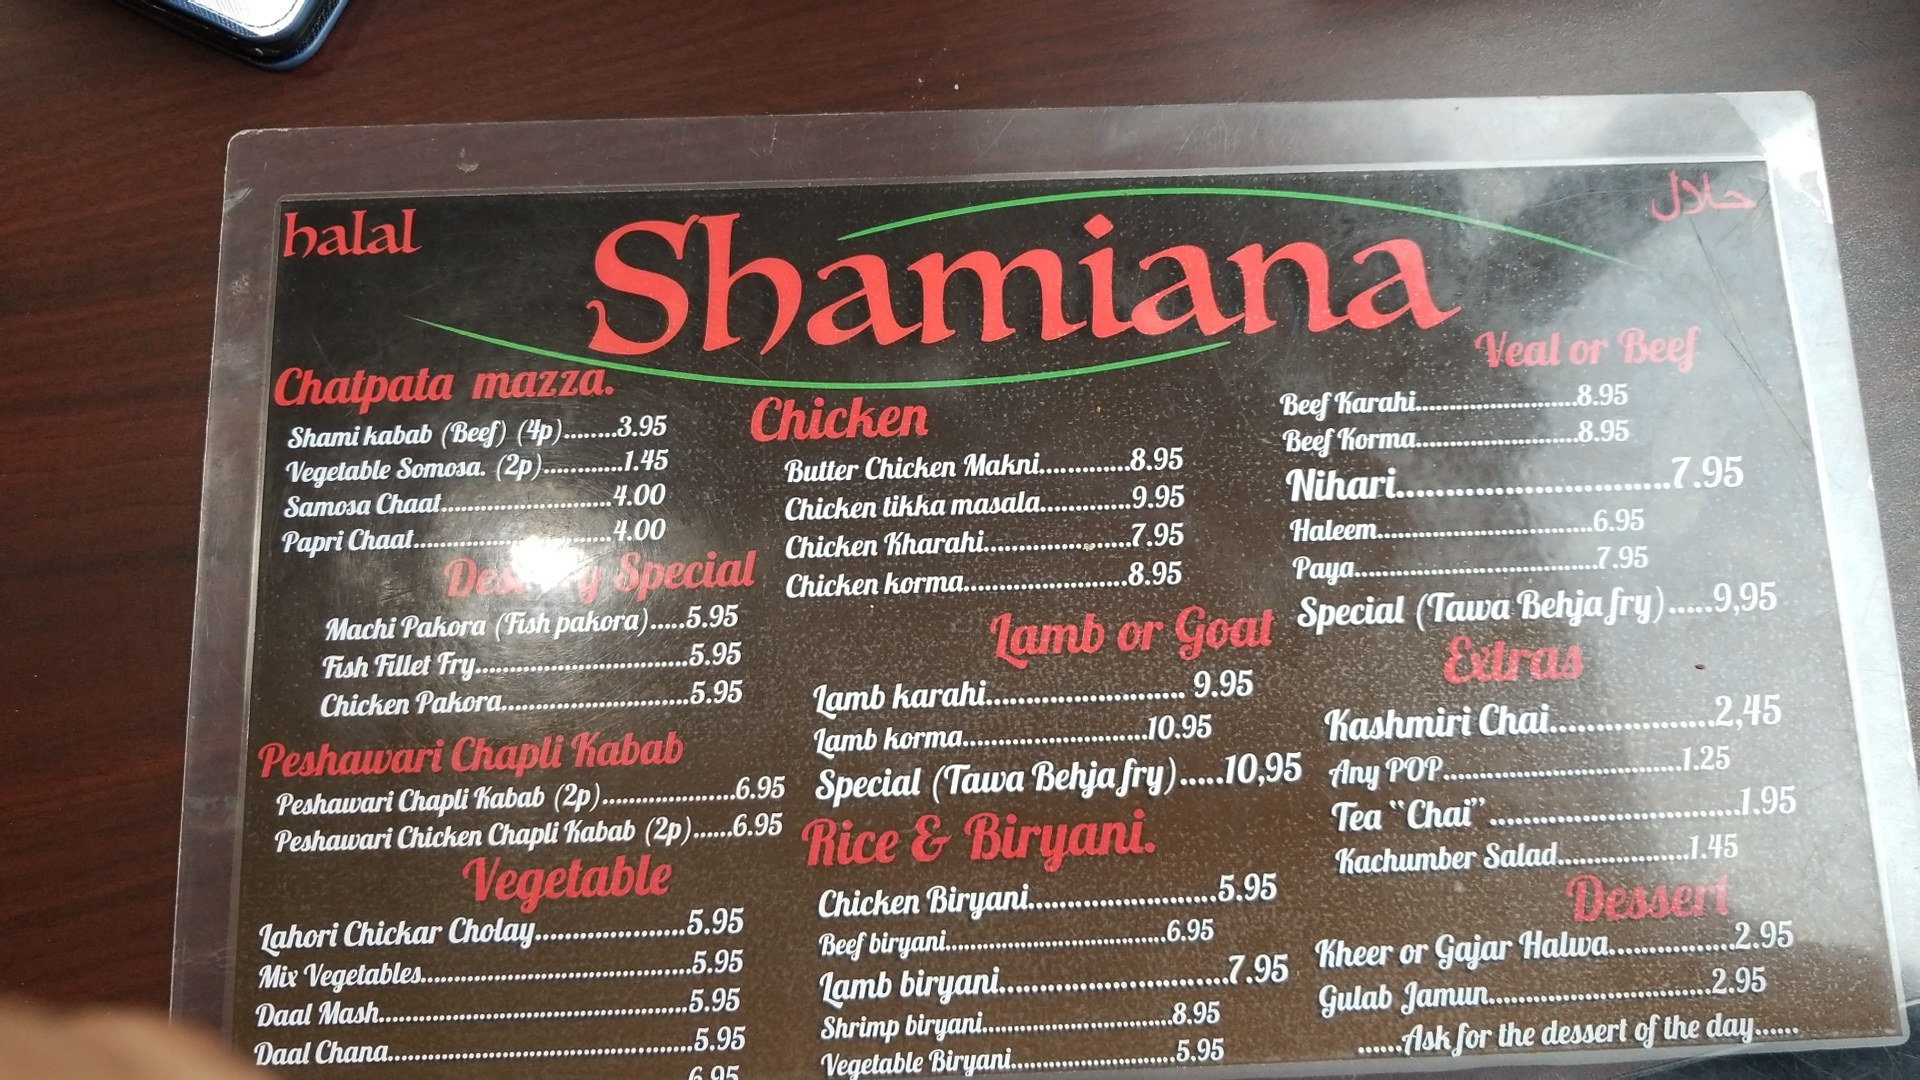 halal
حلال
Shamiana
Chatpata mazza.
Shami kabab (Beef) (4p)........3.95
Vegetable Somosa. (2p)............1.45
Samosa Chaat..........................4.00
Papri Chaat..............................4.00
Special
Machi Pakora (Fish pakora).....5.95
Fish Fillet Fry................................5.95
Chicken Pakora............................5.95
Peshawari Chapli Kabab
Peshawari Chapli Kabab (2p)......................6.95
Peshawari Chicken Chapli Kabab (2p)......6.95
Vegetable
Lahori Chickar Cholay......................5.95
Mix Vegetables........................................5.95
Daal Mash..............................................5.95
Daal Chana.............................................5.95
6.95
Chicken
Butter Chicken Makni.............8.95
Chicken tikka masala.............9.95
Chicken Kharahi.....................7.95
Chicken korma.......................8.95
Lamb or Goat
Lamb karahi............................ 9.95
Lamb korma..........................10.95
Special (Tawa Behja fry).....10,95
Rice & Biryani.
Chicken Biryani..........................5.95
Beef biryani.................................6.95
Lamb biryani...............................7.95
Shrimp biryani............................8.95
Vegetable Biryani........................5.95
Veal or Beef
Beef Karahi.......................8.95
Beef Korma.......................8.95
Nihari.............................7.95
Haleem..............................6.95
Paya..................................7.95
Special (Tawa Behja fry).....9,95
Extras
Kashmiri Chai.................2,45
Any POP..................................1.25
Tea “Chai”................................1.95
Kachumber Salad..................1.45
Dessert
Kheer or Gajar Halwa.............2.95
Gulab Jamun..............................2.95
......Ask for the dessert of the day......